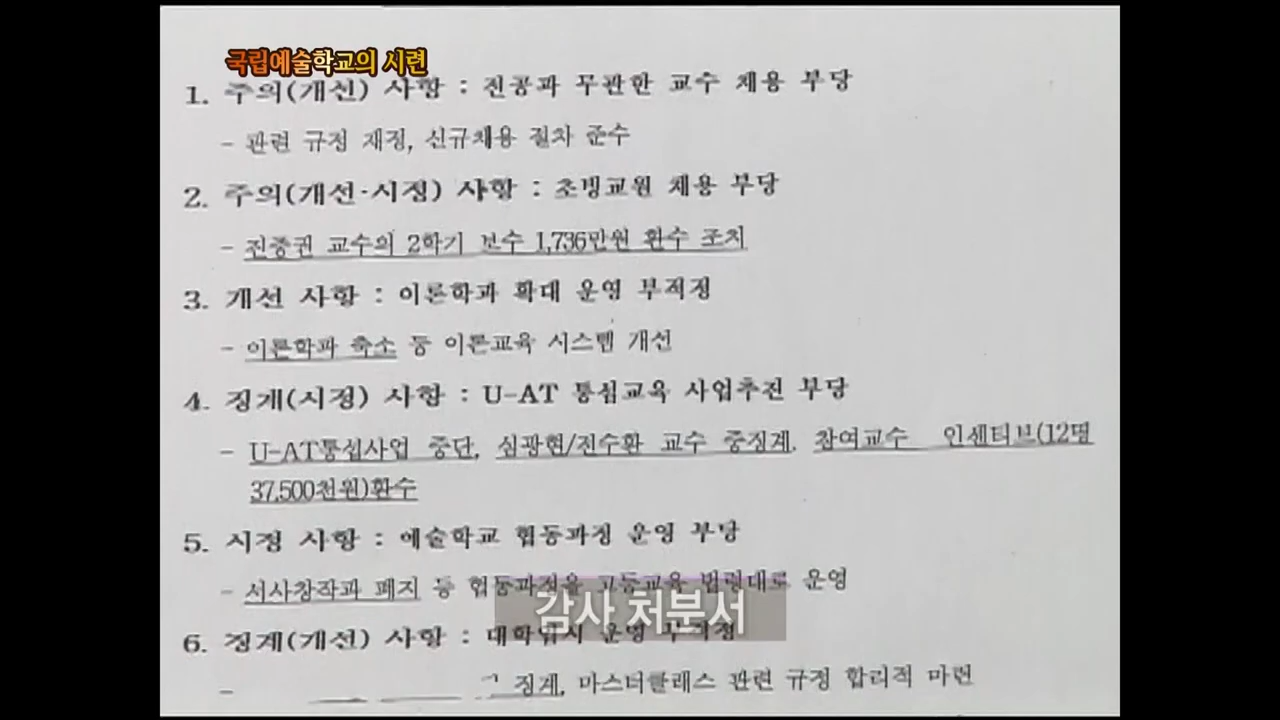 국립예술학교의 시련
1. 주의(개선) 사항 : 전공과 무관한 교수 채용 부당
- 관련 규정 재정, 신규채용 절차 준수
2. 주의(개선·시정) 사항 : 초빙교원 채용 부당
- 진중권 교수의 2학기 보수 1,736만원 환수 조치
3. 개선 사항 : 이론학과 확대 운영 부적정
- 이론학과 축소 등 이론교육 시스템 개선
4. 징계(시정) 사항 : U-AT 통섭교육 사업추진 부당
- U-AT통섭사업 중단, 심광현/전수환 교수 중징계. 참여교수 인센티브(12명
37,500천원)환수
5. 시정 사항 : 예술학교 협동과정 운영 부당
- 서사창작과 폐지 등 협동과정을 고등교육 법령대로 운영
감사 처분서
6. 징계(개선) 사항 : 대학입시 운영 부적정
- 징계, 마스터클래스 관련 규정 합리적 마련